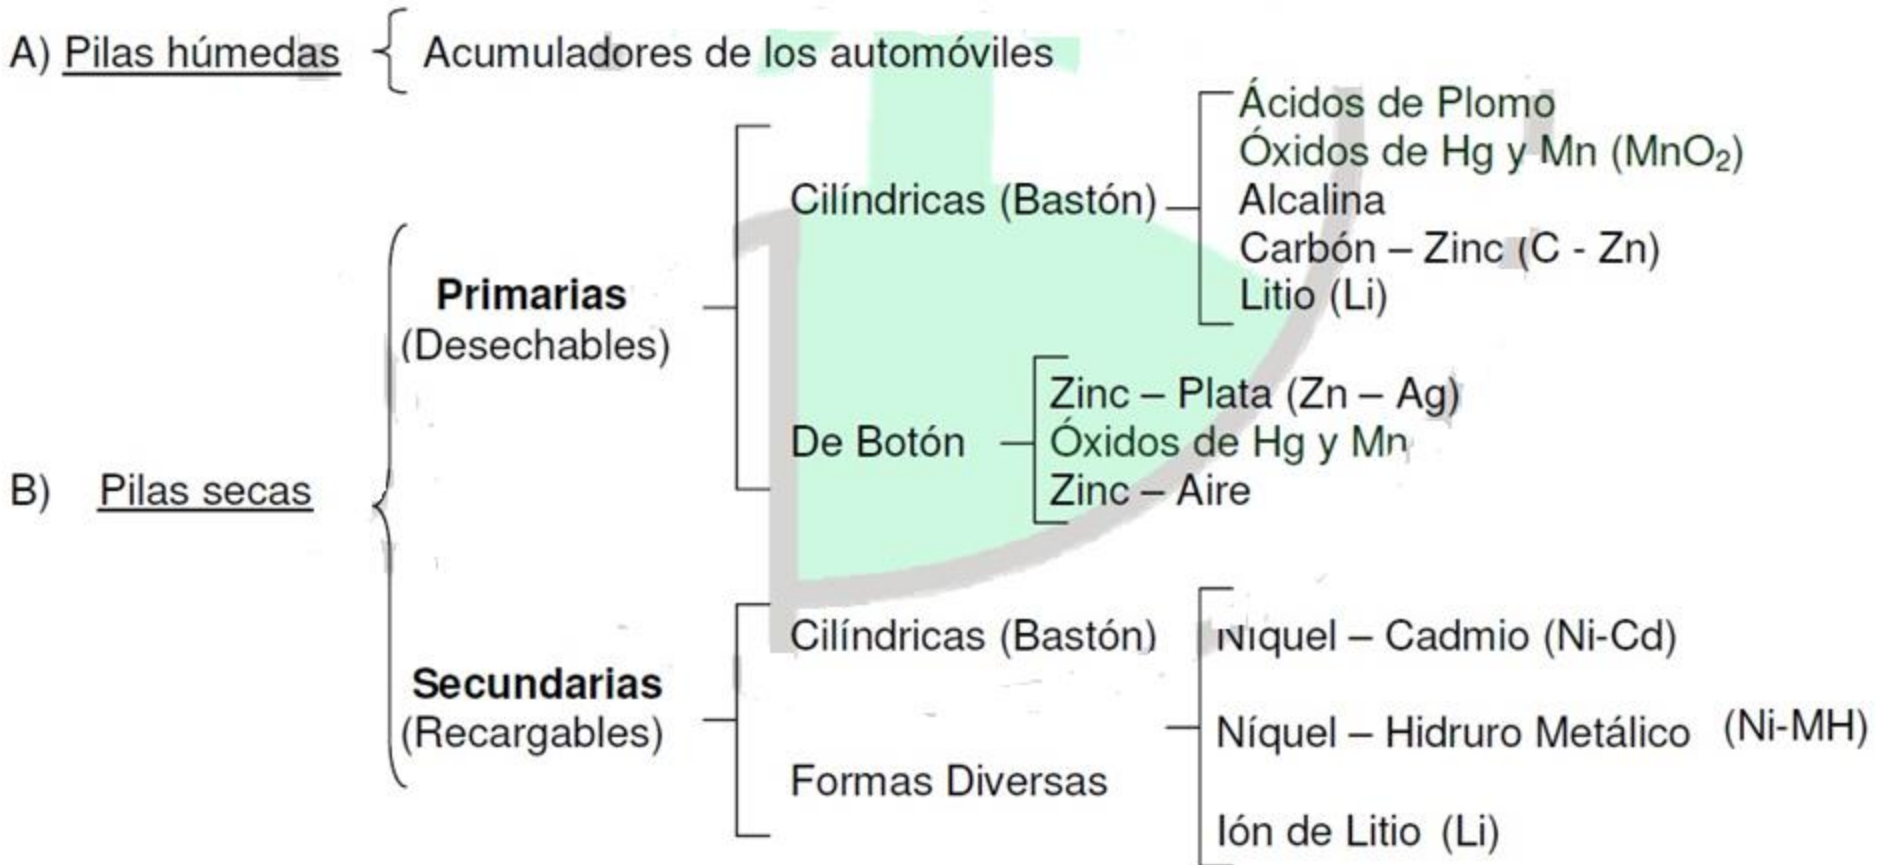 A) Pilas húmedas Acumuladores de los automóviles
Cilíndricas (Bastón)
Ácidos de Plomo
Óxidos de Hg y Mn (MnO₂)
Alcalina
Carbón – Zinc (C - Zn)
Litio (Li)
Primarias
(Desechables)
De Botón
Zinc – Plata (Zn – Ag)
Óxidos de Hg y Mn
Zinc – Aire
B) Pilas secas
Secundarias
(Recargables)
Cilíndricas (Bastón)
Formas Diversas
Níquel – Cadmio (Ni-Cd)
Níquel – Hidruro Metálico (Ni-MH)
Ión de Litio (Li)